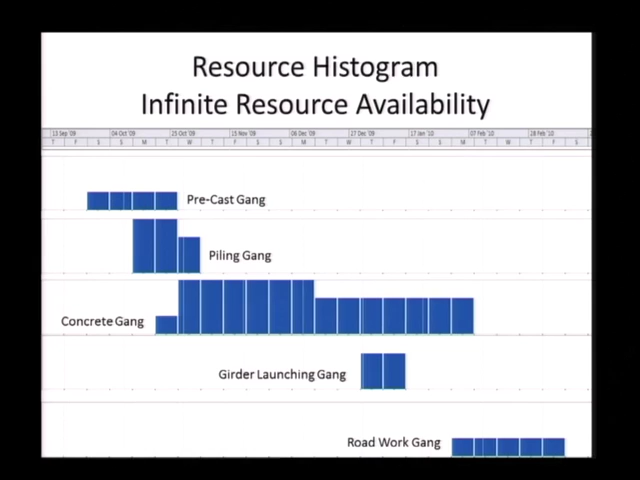 Resource Histogram
Infinite Resource Availability
13 Sep '09 04 Oct '09 25 Oct '09 15 Nov '09 06 Dec '09 27 Dec '09 17 Jan '10 07 Feb '10 28 Feb '10
T F S S M T W T F S S M T W T F S S M T W T F S
Pre-Cast Gang
Piling Gang
Concrete Gang
Girder Launching Gang
Road Work Gang